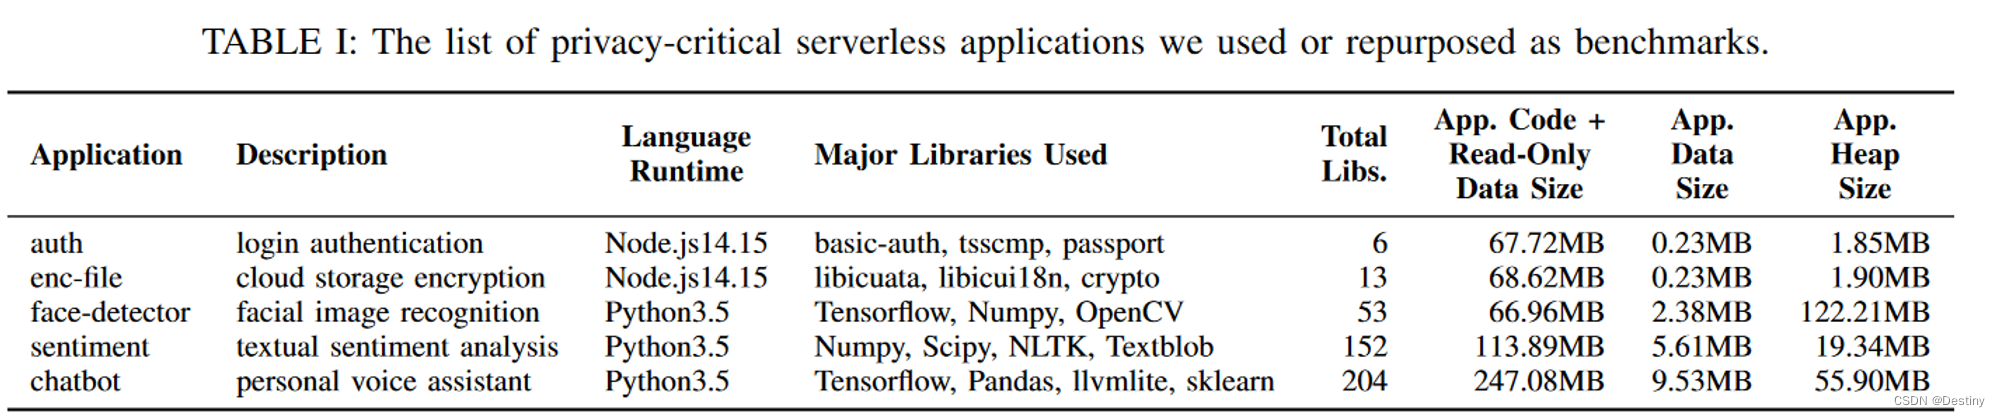 TABLE I: The list of privacy-critical serverless applications we used or repurposed as benchmarks.
Application Description Language Runtime Major Libraries Used Total Libs. App. Code + Read-Only Data Size App. Data Size App. Heap Size
auth login authentication Node.js14.15 basic-auth, tsscmp, passport 6 67.72MB 0.23MB 1.85MB
enc-file cloud storage encryption Node.js14.15 libicuata, libicui18n, crypto 13 68.62MB 0.23MB 1.90MB
face-detector facial image recognition Python3.5 Tensorflow, Numpy, OpenCV 53 66.96MB 2.38MB 122.21MB
sentiment textual sentiment analysis Python3.5 Numpy, Scipy, NLTK, Textblob 152 113.89MB 5.61MB 19.34MB
chatbot personal voice assistant Python3.5 Tensorflow, Pandas, llvmlite, sklearn 204 247.08MB 9.53MB 55.90MB
CSDN @Destiny